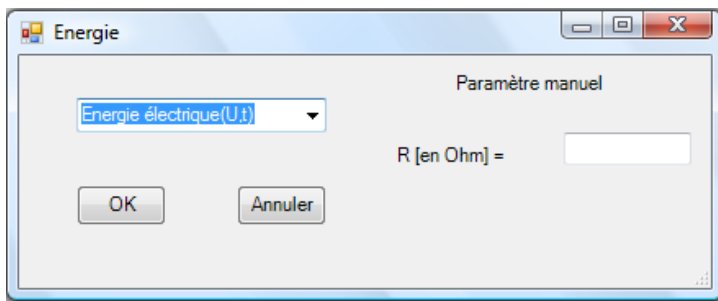 Energie
Paramètre manuel
Energie électrique(U,t)
R [en Ohm] =
OK
Annuler